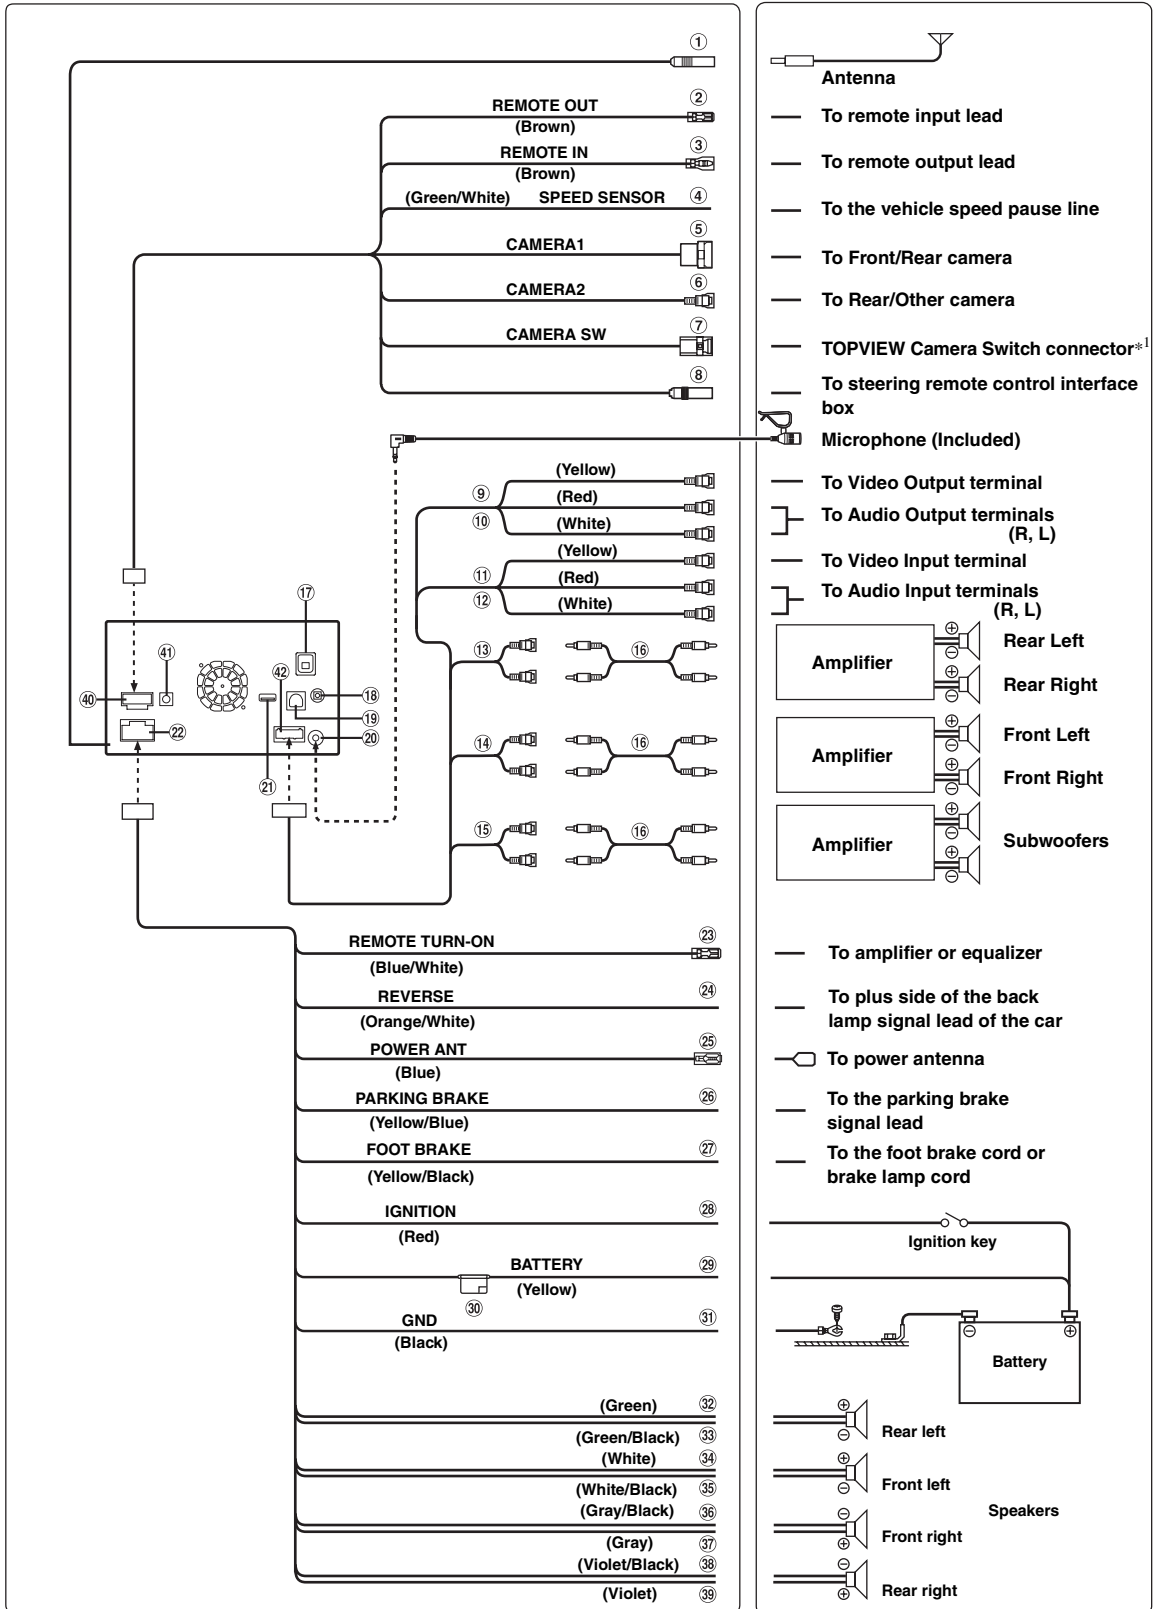 ①
Antenna
REMOTE OUT ②
(Brown)
To remote input lead
REMOTE IN ③
(Brown)
To remote output lead
(Green/White) SPEED SENSOR ④
To the vehicle speed pause line
CAMERA1 ⑤
To Front/Rear camera
CAMERA2 ⑥
To Rear/Other camera
CAMERA SW ⑦
TOPVIEW Camera Switch connector*1
⑧
To steering remote control interface
box
Microphone (Included)
(Yellow)
To Video Output terminal
⑨ (Red)
⑩ (White)
To Audio Output terminals
(R, L)
(Yellow)
To Video Input terminal
⑪ (Red)
⑫ (White)
To Audio Input terminals
(R, L)
⑰
㊶
㊷
㊵
⑱
⑲
㉒
⑳
㉑
⑬ ⑯
Amplifier
⊕ Rear Left
⊖
⊕ Rear Right
⊖
⑭ ⑯
Amplifier
⊕ Front Left
⊖
⊕ Front Right
⊖
⑮ ⑯
Amplifier
⊕
⊖
Subwoofers
⊕
⊖
REMOTE TURN-ON ㉓
(Blue/White)
To amplifier or equalizer
REVERSE ㉔
(Orange/White)
To plus side of the back
lamp signal lead of the car
POWER ANT ㉕
(Blue)
To power antenna
PARKING BRAKE ㉖
(Yellow/Blue)
To the parking brake
signal lead
FOOT BRAKE ㉗
(Yellow/Black)
To the foot brake cord or
brake lamp cord
IGNITION ㉘
(Red)
Ignition key
BATTERY ㉙
(Yellow)
㉚
GND ㉛
(Black)
⊖ ⊕
Battery
(Green) ㉜
(Green/Black) ㉝
⊕
⊖
Rear left
(White) ㉞
(White/Black) ㉟
⊕
⊖
Front left
Speakers
(Gray/Black) ㊱
(Gray) ㊲
⊖
⊕
Front right
(Violet/Black) ㊳
(Violet) ㊴
⊖
⊕
Rear right